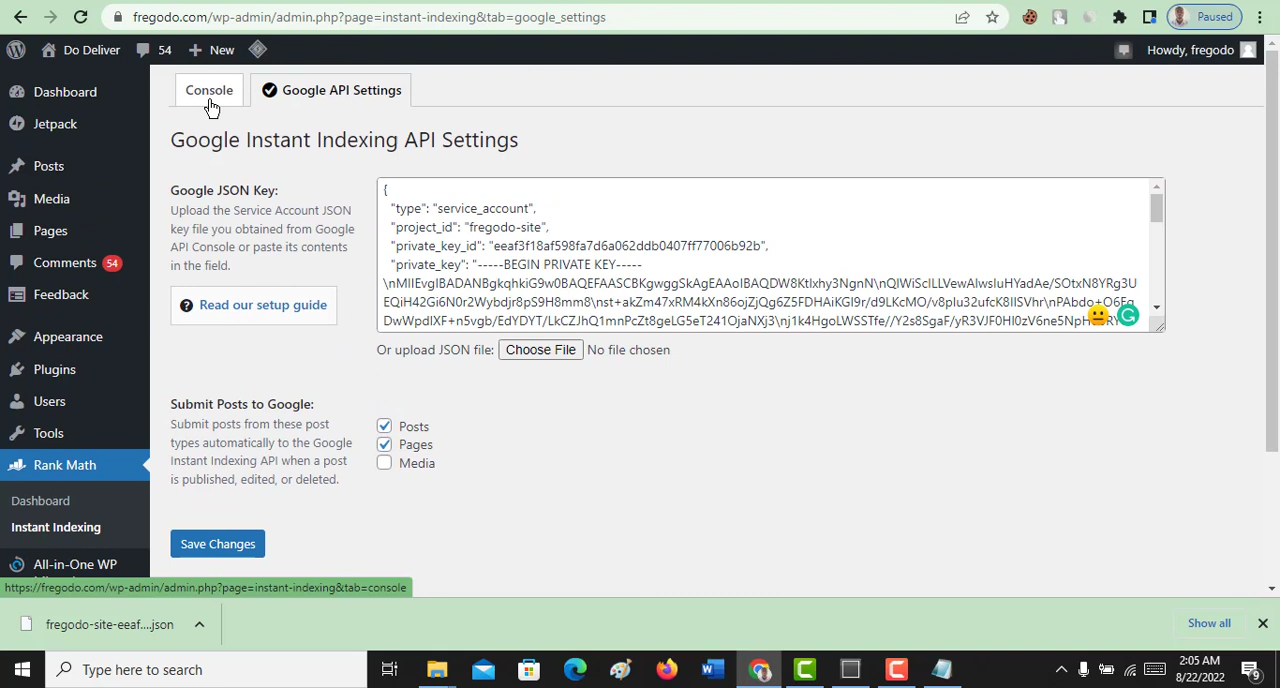 fregodo.com/wp-admin/admin.php?page=instant-indexing&tab=google_settings
Paused
Do Deliver
54
New
Howdy, fregodo
Dashboard
Jetpack
Posts
Media
Pages
Comments 54
Feedback
Appearance
Plugins
Users
Tools
Rank Math
Dashboard
Instant Indexing
All-in-One WP
Console
Google API Settings
Google Instant Indexing API Settings
Google JSON Key:
Upload the Service Account JSON
key file you obtained from Google
API Console or paste its contents
in the field.
Read our setup guide
{
"type": "service_account",
"project_id": "fregodo-site",
Or upload JSON file: Choose File No file chosen
Submit Posts to Google:
Submit posts from these post
types automatically to the Google
Instant Indexing API when a post
is published, edited, or deleted.
Posts
Pages
Media
Save Changes
https://fregodo.com/wp-admin/admin.php?page=instant-indexing&tab=console
fregodo-site-eeaf....json
Show all
Type here to search
2:05 AM
8/22/2022
9